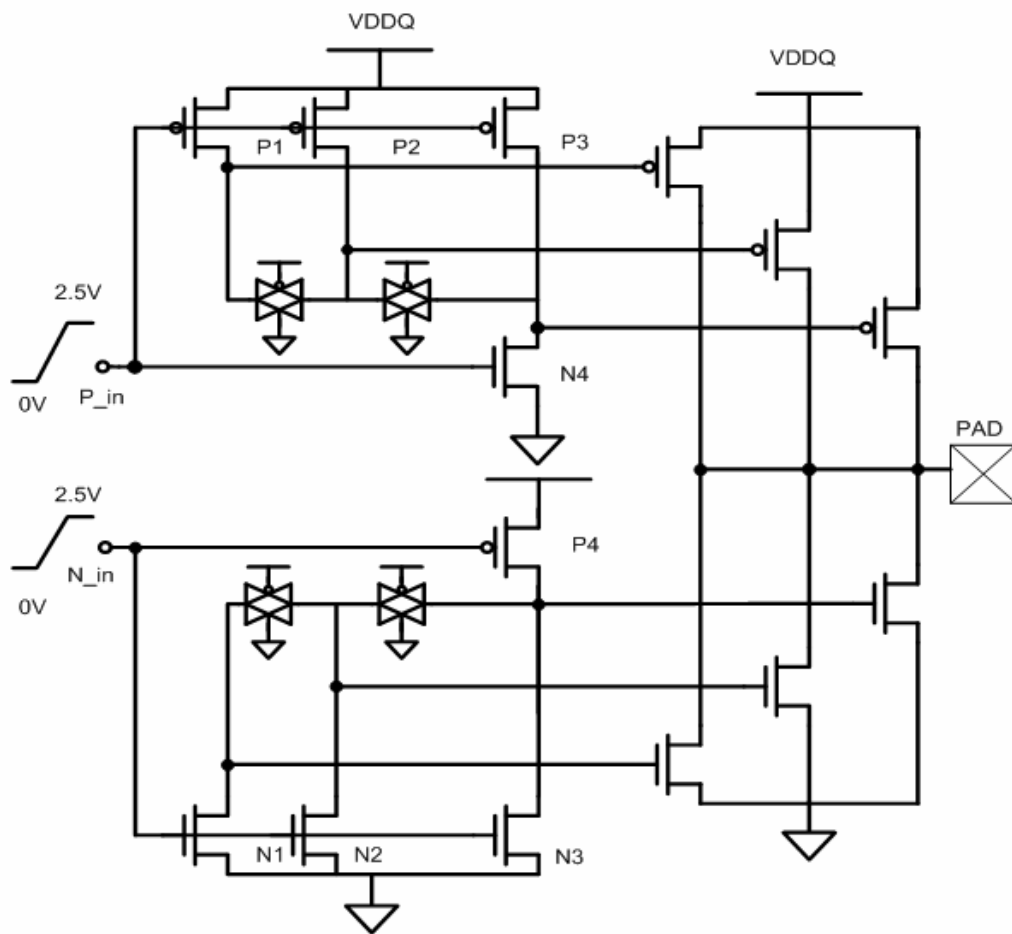 VDDQ
VDDQ
P1
P2
P3
2.5V
0V
P_in
N4
PAD
2.5V
0V
N_in
P4
N1
N2
N3